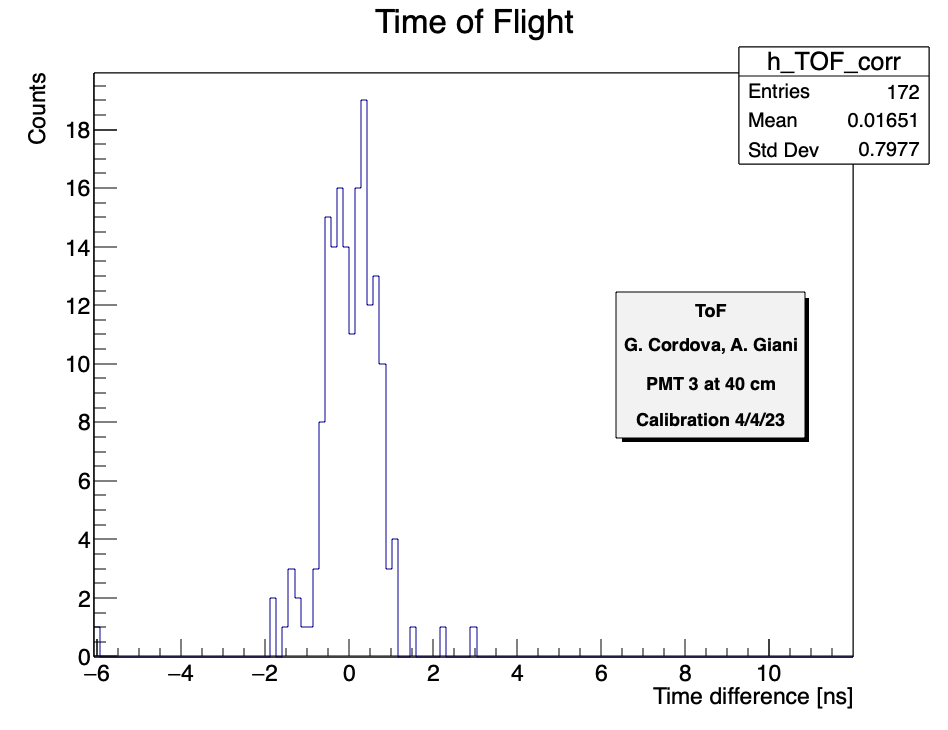 Time of Flight
h_TOF_corr
Entries 172
Mean 0.01651
Std Dev 0.7977
Counts
18
16
14
12
10
8
6
4
2
0
ToF
G. Cordova, A. Giani
PMT 3 at 40 cm
Calibration 4/4/23
−6 −4 −2 0 2 4 6 8 10
Time difference [ns]